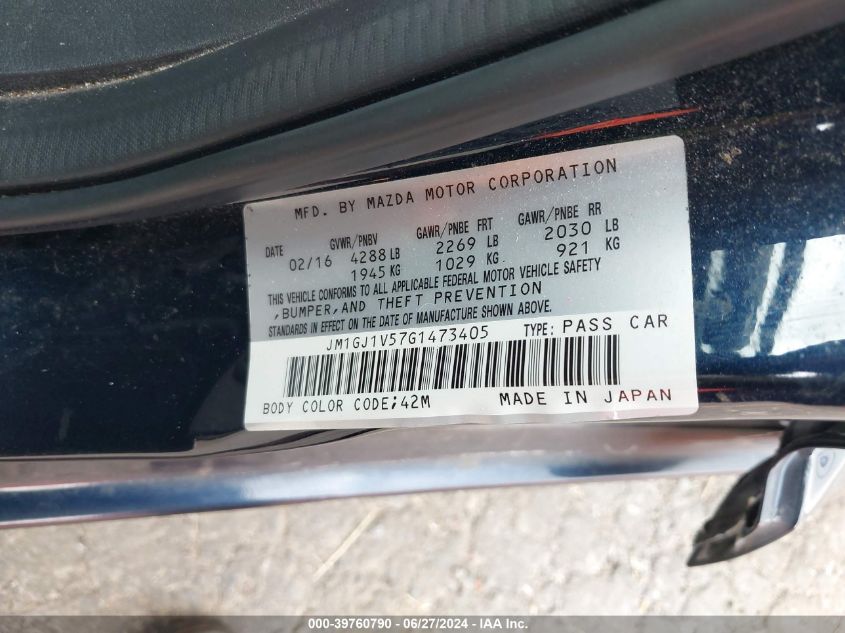 MFD. BY MAZDA MOTOR CORPORATION
DATE GVWR/PNBV GAWR/PNBE FRT GAWR/PNBE RR
02/16 4288 LB 2269 LB 2030 LB
1945 KG 1029 KG 921 KG
THIS VEHICLE CONFORMS TO ALL APPLICABLE FEDERAL MOTOR VEHICLE SAFETY
,BUMPER,AND THEFT PREVENTION
STANDARDS IN EFFECT ON THE DATE OF MANUFACTURE SHOWN ABOVE.
JM1GJ1V57G1473405 TYPE: PASS CAR
BODY COLOR CODE;42M MADE IN JAPAN
000-39760790 - 06/27/2024 - IAA Inc.